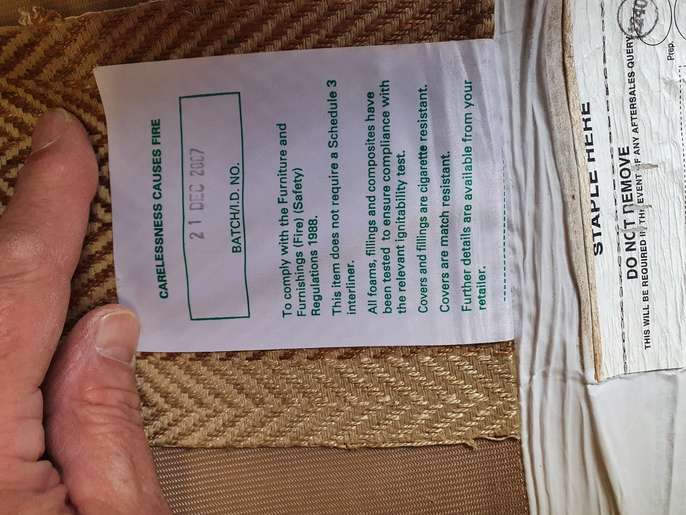 CARELESSNESS CAUSES FIRE
21 DEC 2007
BATCH/I.D. NO.
To comply with the Furniture and
Furnishings (Fire) (Safety)
Regulations 1988.
This item does not require a Schedule 3
interliner.
All foams, fillings and composites have
been tested to ensure compliance with
the relevant ignitability test.
Covers and fillings are cigarette resistant.
Covers are match resistant.
Further details are available from your
retailer.
STAPLE HERE
DO NOT REMOVE
THIS WILL BE REQUIRED IN THE EVENT OF ANY AFTERSALES QUERY
Prep.